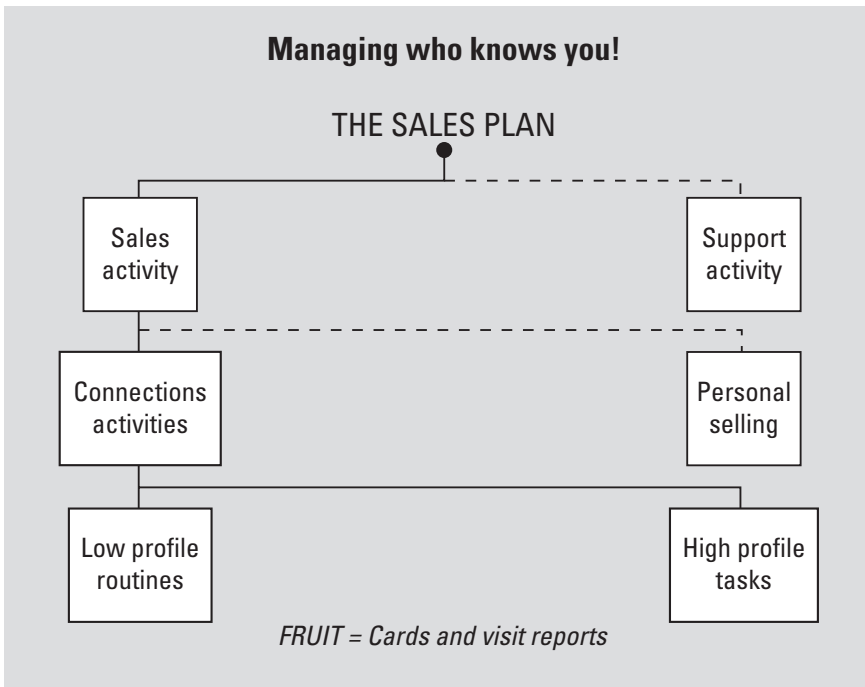 Managing who knows you!
THE SALES PLAN
Sales
activity
Support
activity
Connections
activities
Personal
selling
Low profile
routines
High profile
tasks
FRUIT = Cards and visit reports